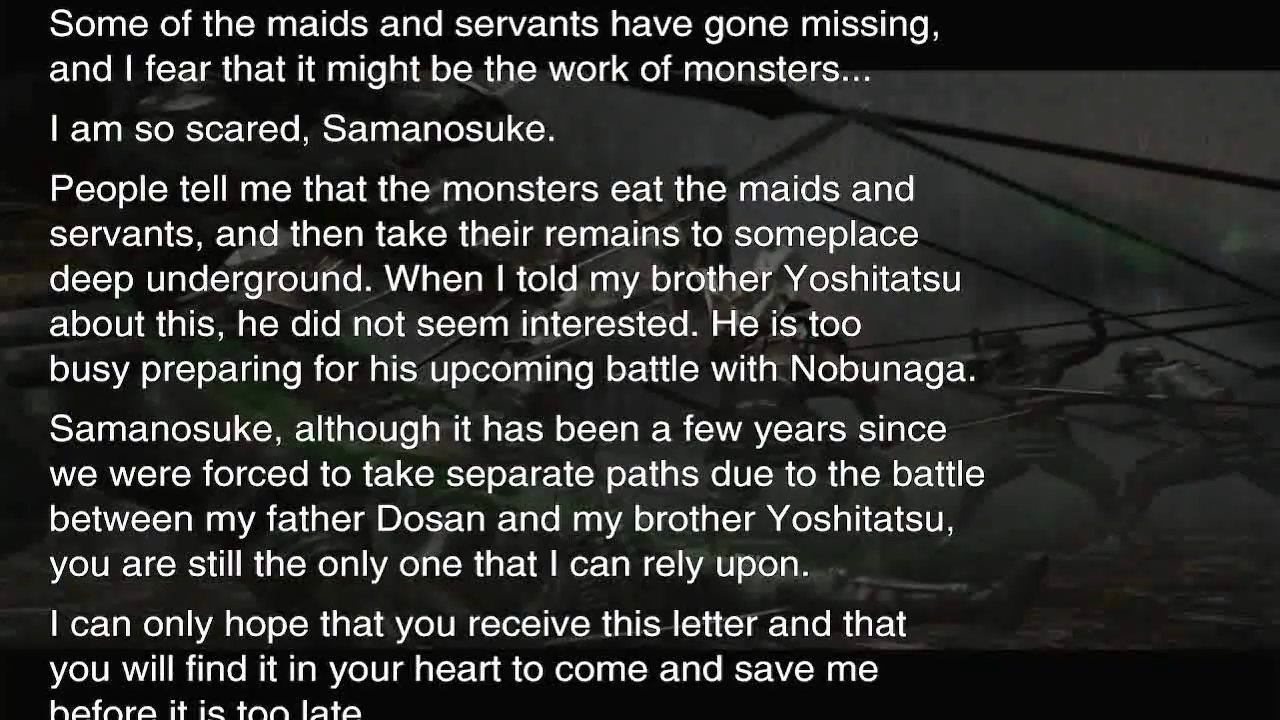 Some of the maids and servants have gone missing,
and I fear that it might be the work of monsters...
I am so scared, Samanosuke.
People tell me that the monsters eat the maids and
servants, and then take their remains to someplace
deep underground. When I told my brother Yoshitatsu
about this, he did not seem interested. He is too
busy preparing for his upcoming battle with Nobunaga.
Samanosuke, although it has been a few years since
we were forced to take separate paths due to the battle
between my father Dosan and my brother Yoshitatsu,
you are still the only one that I can rely upon.
I can only hope that you receive this letter and that
you will find it in your heart to come and save me
before it is too late